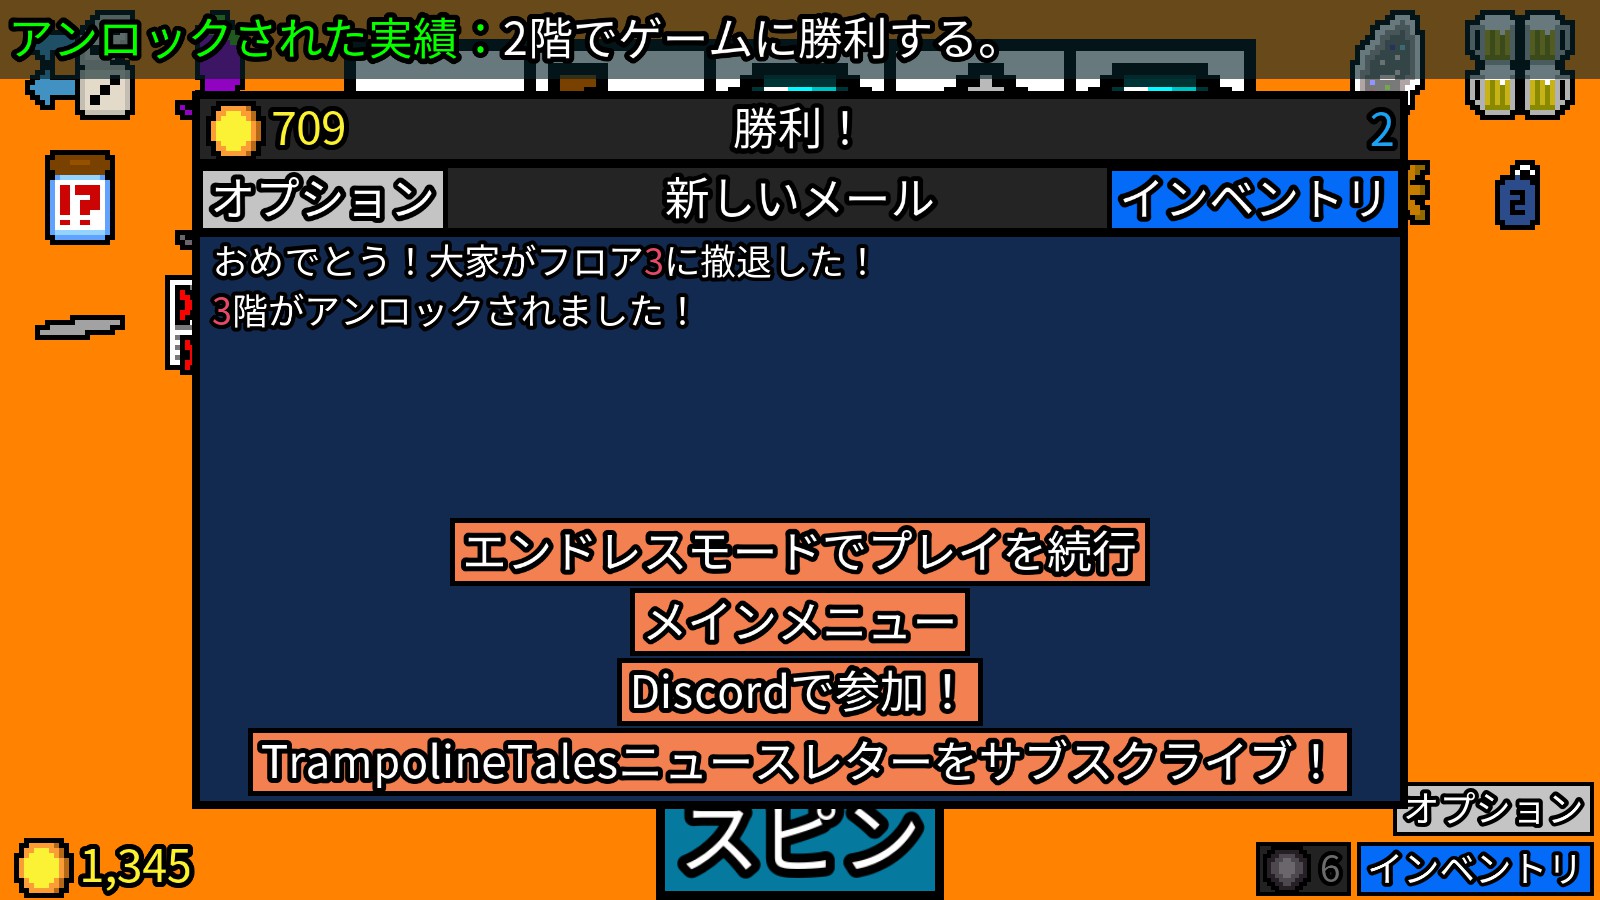 アンロックされた実績：2階でゲームに勝利する。
709 勝利！ 2
オプション 新しいメール インベントリ
おめでとう！大家がフロア3に撤退した！
3階がアンロックされました！
エンドレスモードでプレイを続行
メインメニュー
Discordで参加！
TrampolineTalesニュースレターをサブスクライブ！
!?
2
スピン
オプション
1,345
6 インベントリ